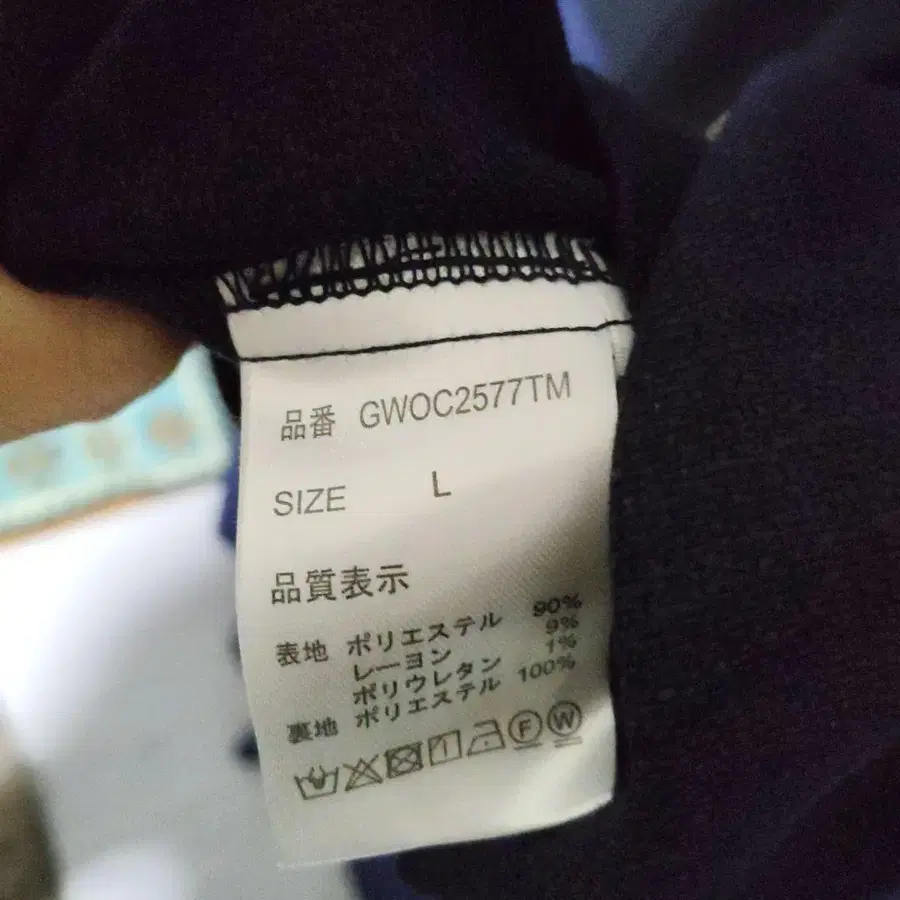 品番 GWOC2577TM
SIZE L
品質表示
表地 ポリエステル 90%
レーヨン 9%
ポリウレタン 1%
裏地 ポリエステル 100%
F W